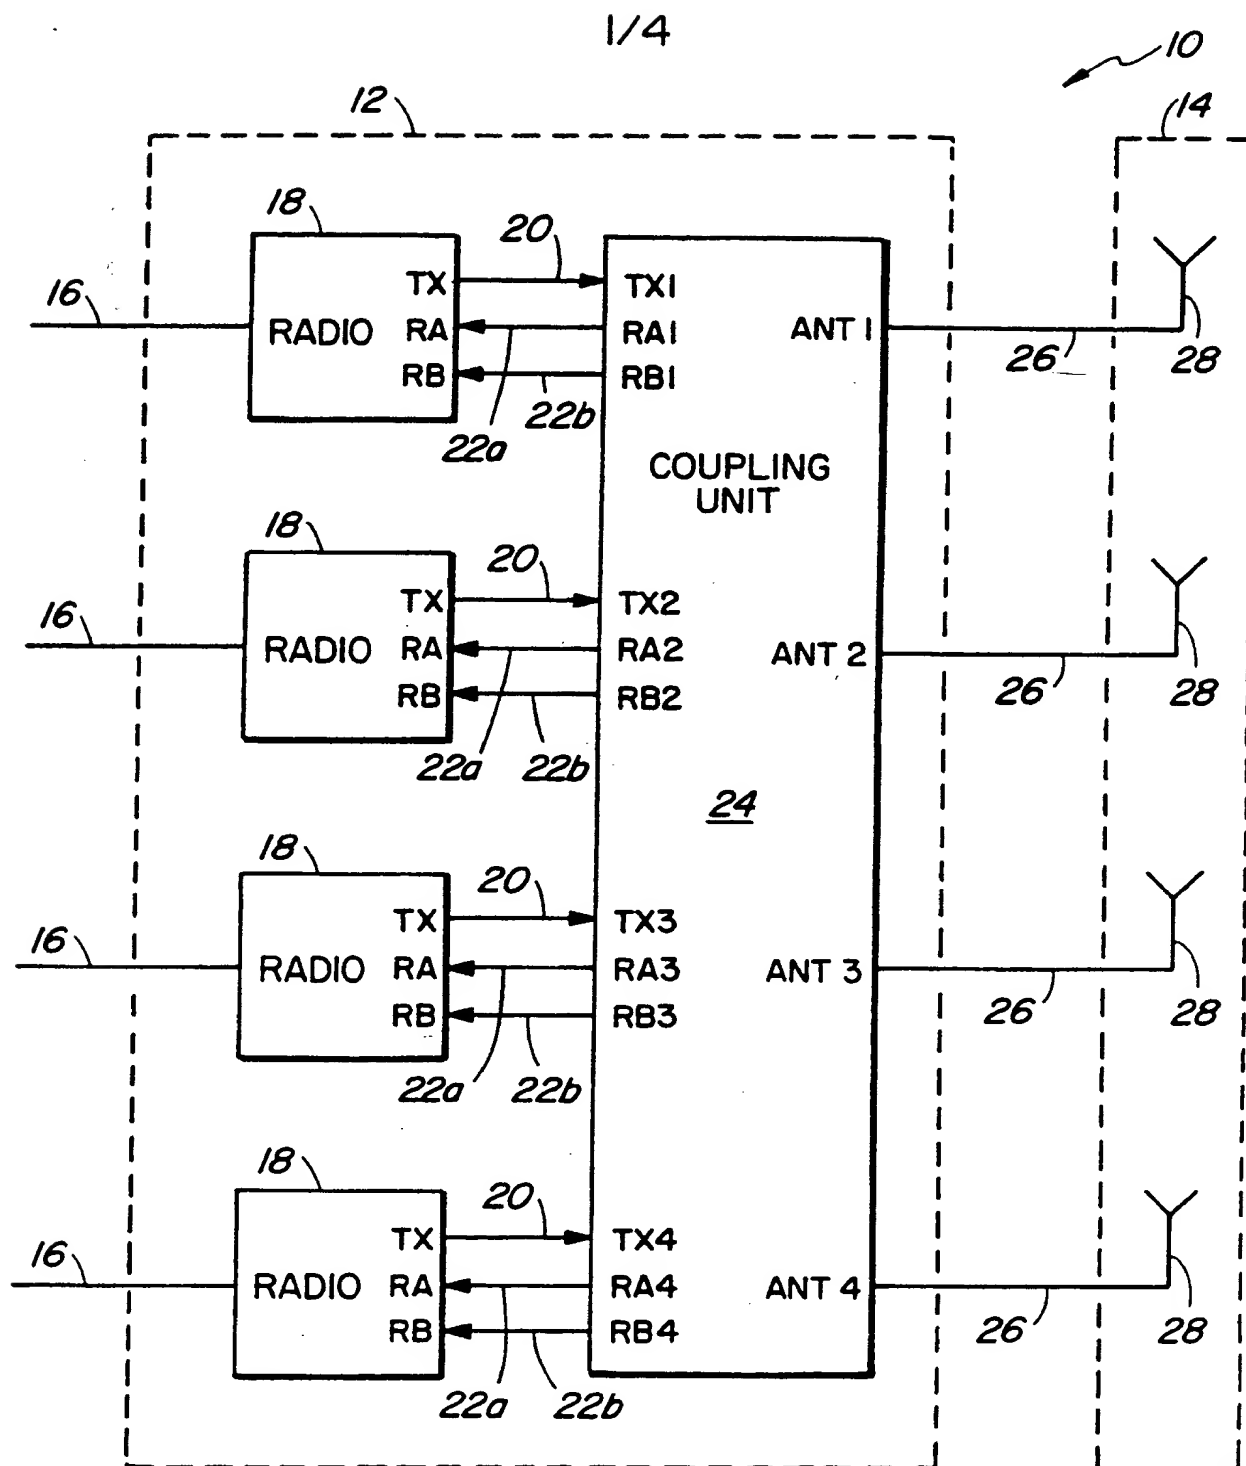 1/4
10
12
14
18
20
16
TX
TX1
RADIO
RA
RA1
ANT 1
RB
RB1
26
28
22a
22b
COUPLING
UNIT
18
20
16
TX
TX2
RADIO
RA
RA2
ANT 2
RB
RB2
26
28
22a
22b
24
18
20
16
TX
TX3
RADIO
RA
RA3
ANT 3
RB
RB3
26
28
22a
22b
18
20
16
TX
TX4
RADIO
RA
RA4
ANT 4
RB
RB4
26
28
22a
22b